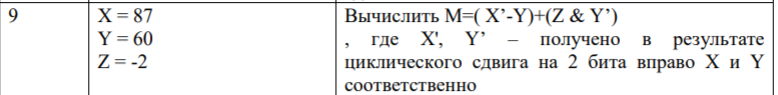 9
X = 87
Y = 60
Z = -2
Вычислить M=( X’-Y)+(Z & Y’)
, где X', Y’ – получено в результате
циклического сдвига на 2 бита вправо X и Y
соответственно